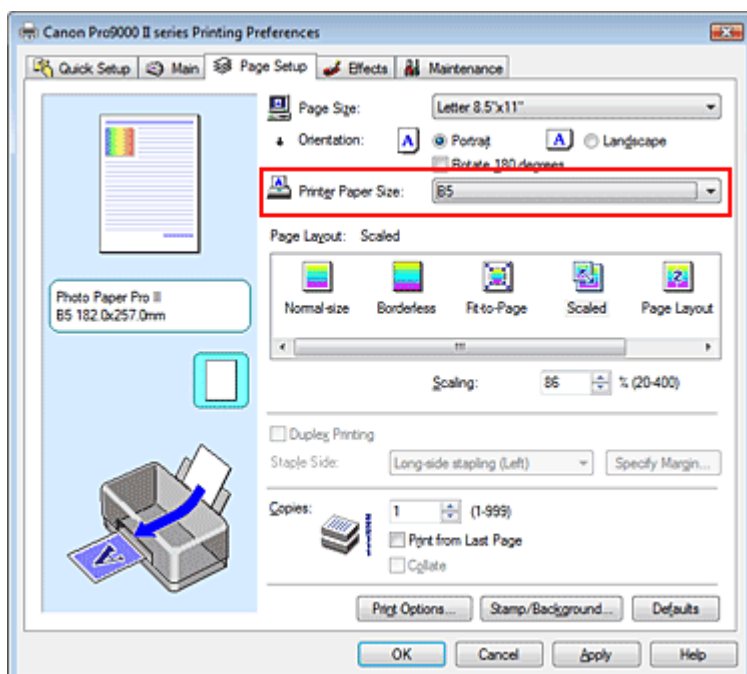 Canon Pro9000 II series Printing Preferences
Quick Setup Main Page Setup Effects Maintenance
Page Size: Letter 8.5"x11"
Orientation: A Portrait A Landscape
Rotate 180 degrees
Printer Paper Size: B5
Page Layout: Scaled
Normal-size Borderless Fit-to-Page Scaled Page Layout
Photo Paper Pro II
B5 182.0x257.0mm
Scaling: 86 % (20-400)
Duplex Printing
Staple Side: Long-side stapling (Left) Specify Margin...
Copies: 1 (1-999)
Print from Last Page
Collate
Print Options... Stamp/Background... Defaults
OK Cancel Apply Help